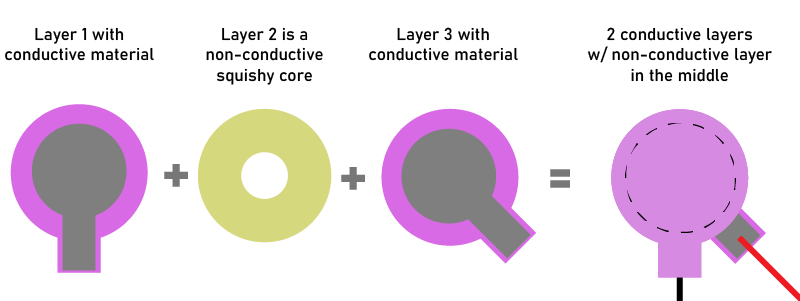 Layer 1 with
conductive material
Layer 2 is a
non-conductive
squishy core
Layer 3 with
conductive material
2 conductive layers
w/ non-conductive layer
in the middle